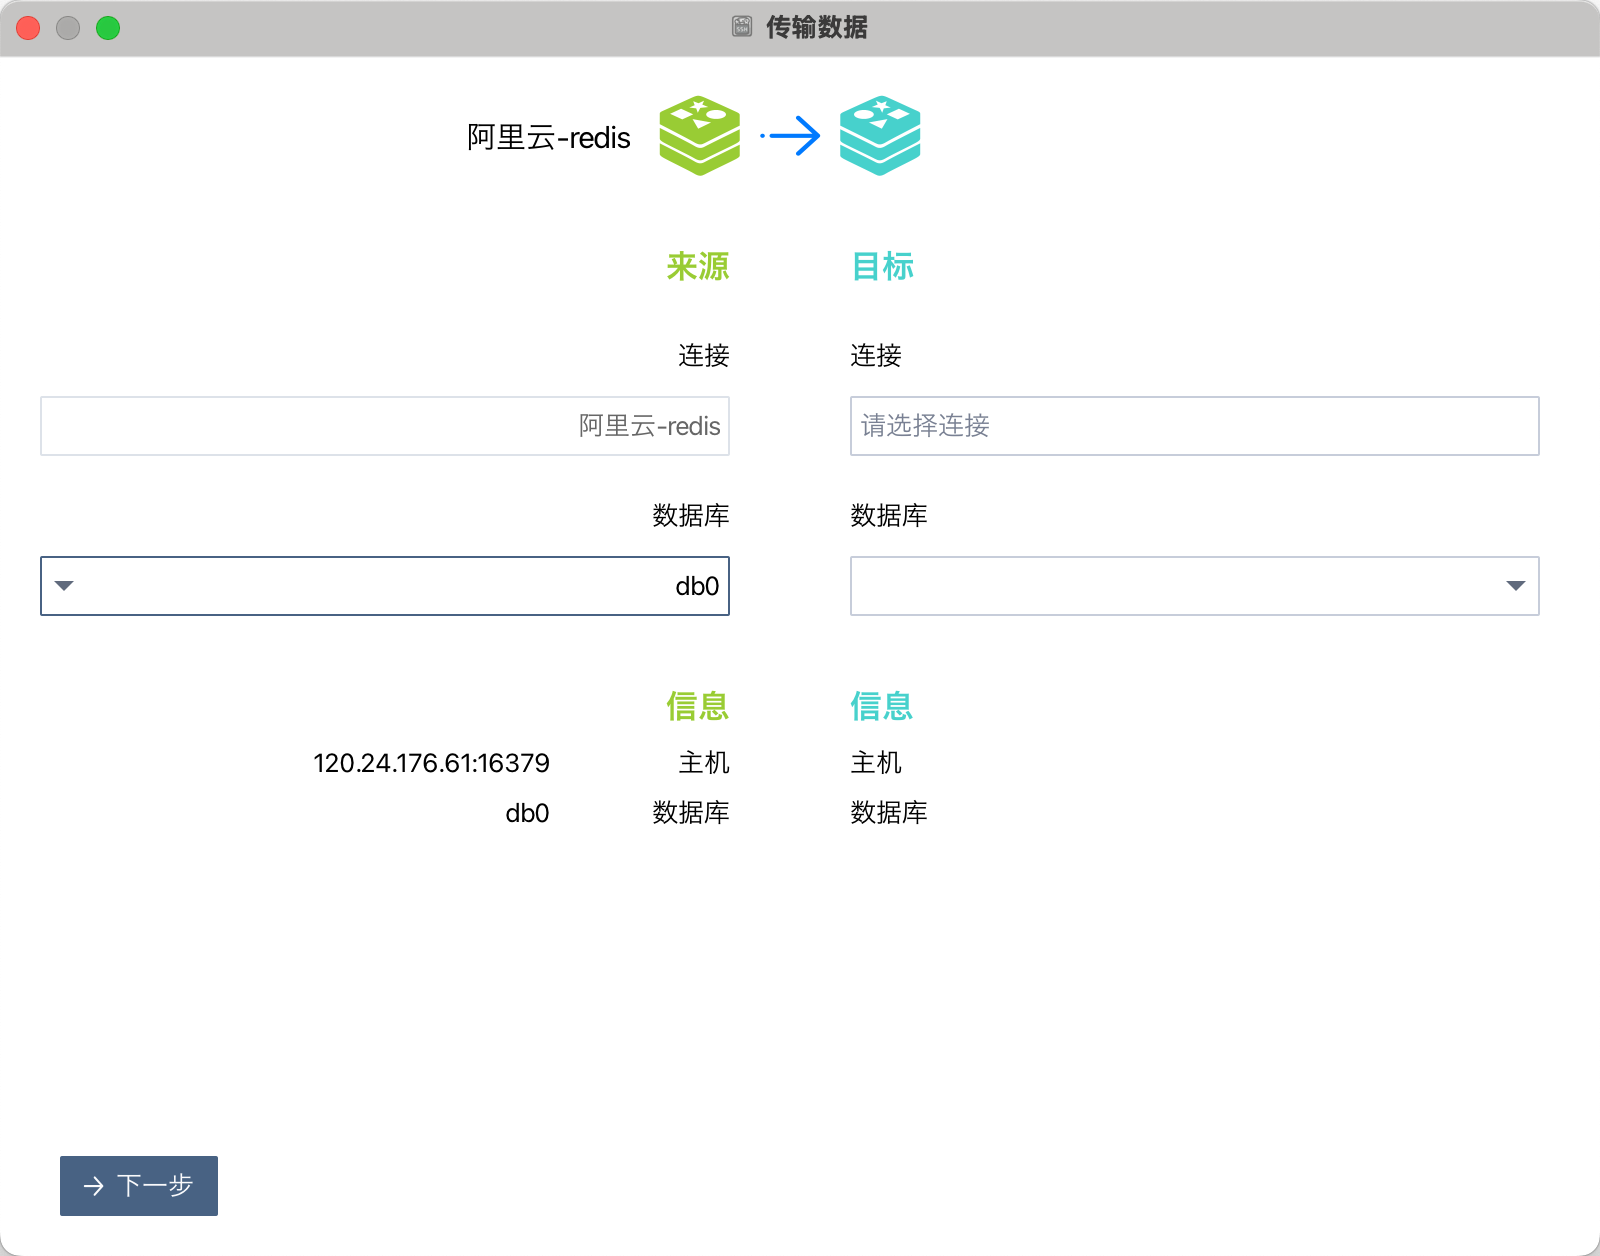 传输数据
阿里云-redis
来源
目标
连接
连接
阿里云-redis
请选择连接
数据库
数据库
db0
信息
信息
120.24.176.61:16379
主机
主机
db0
数据库
数据库
下一步